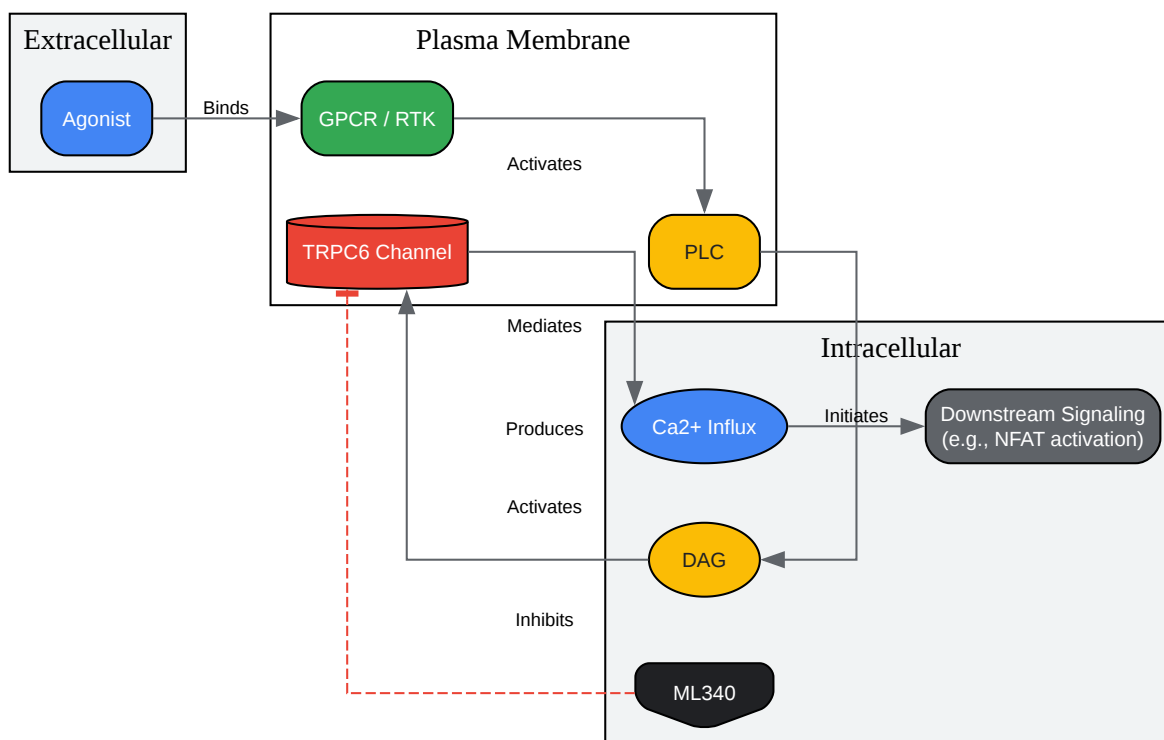 Extracellular
Plasma Membrane
Agonist
Binds
GPCR / RTK
Activates
TRPC6 Channel
PLC
Mediates
Intracellular
Produces
Ca2+ Influx
Initiates
Downstream Signaling
(e.g., NFAT activation)
Activates
DAG
Inhibits
ML340